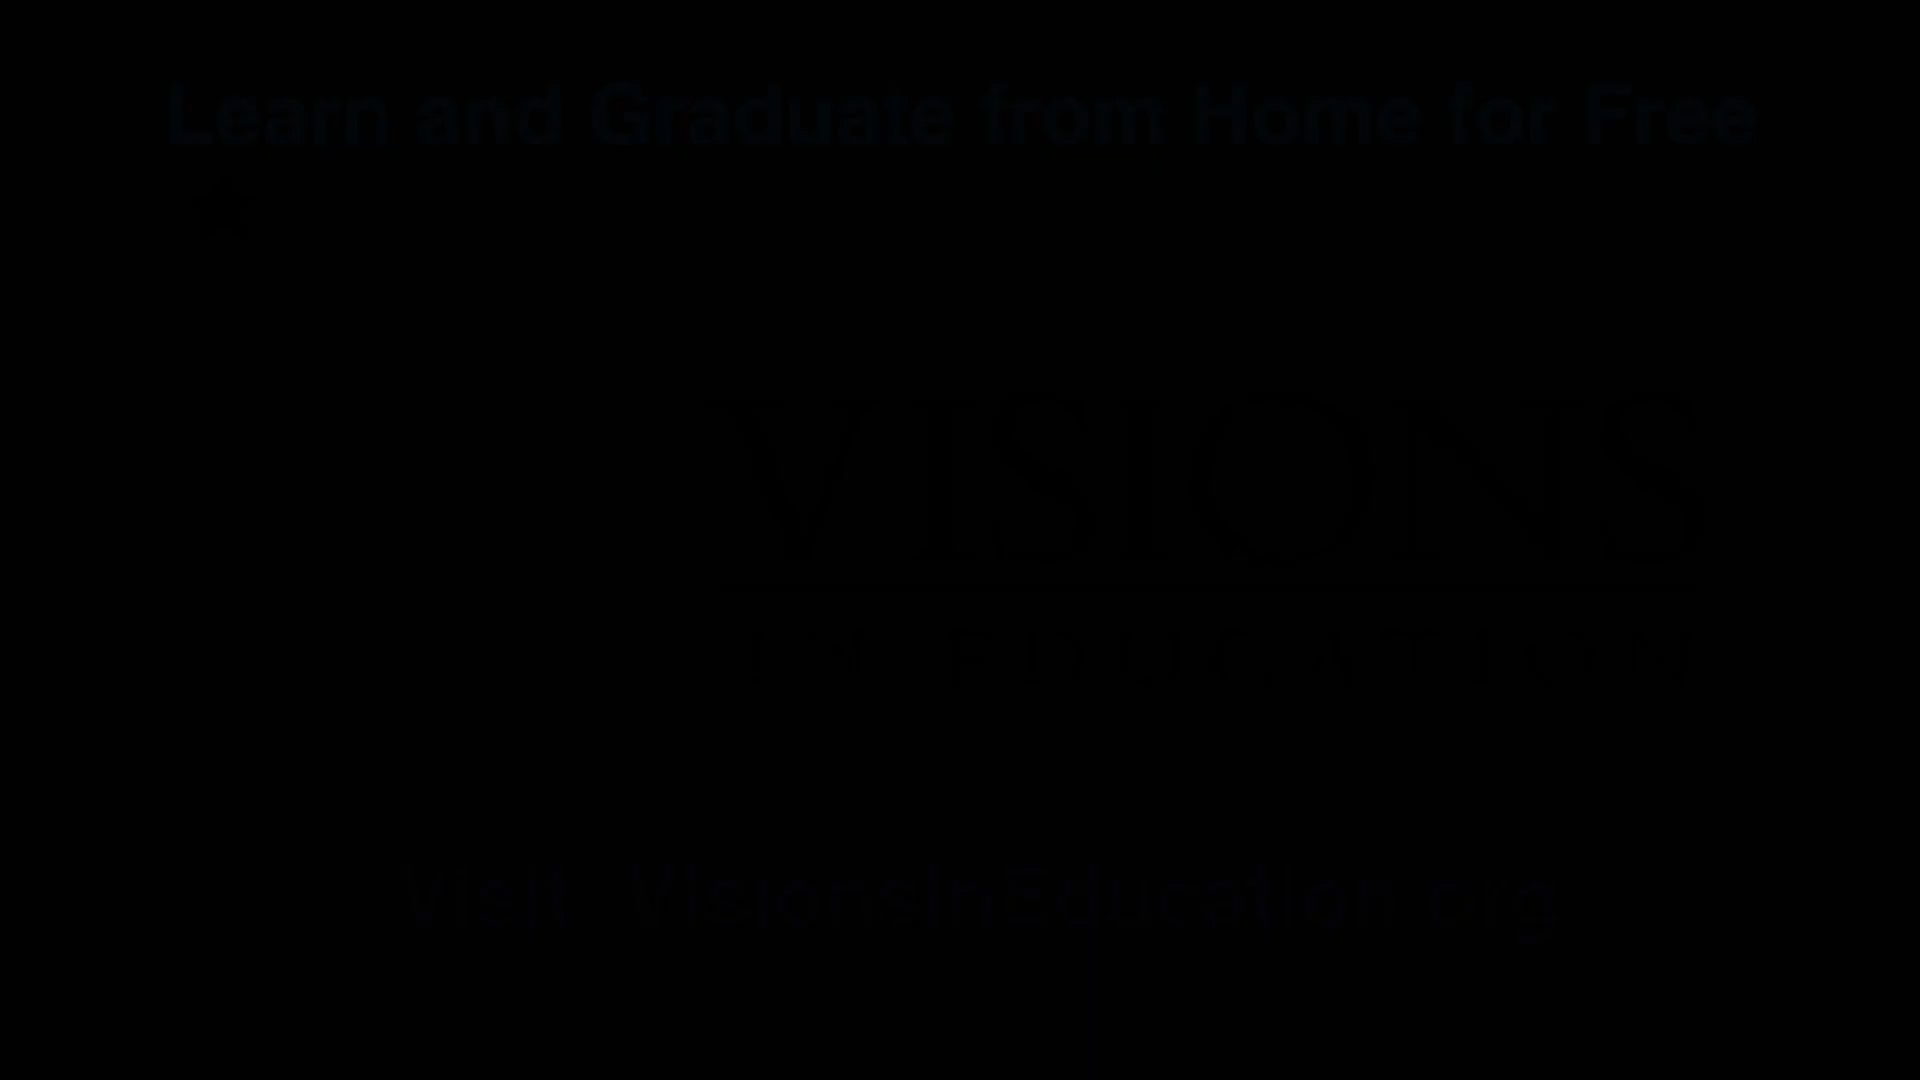 Learn and Graduate from Home for Free
VISIONS
IN EDUCATION
Visit VisionsInEducation.org